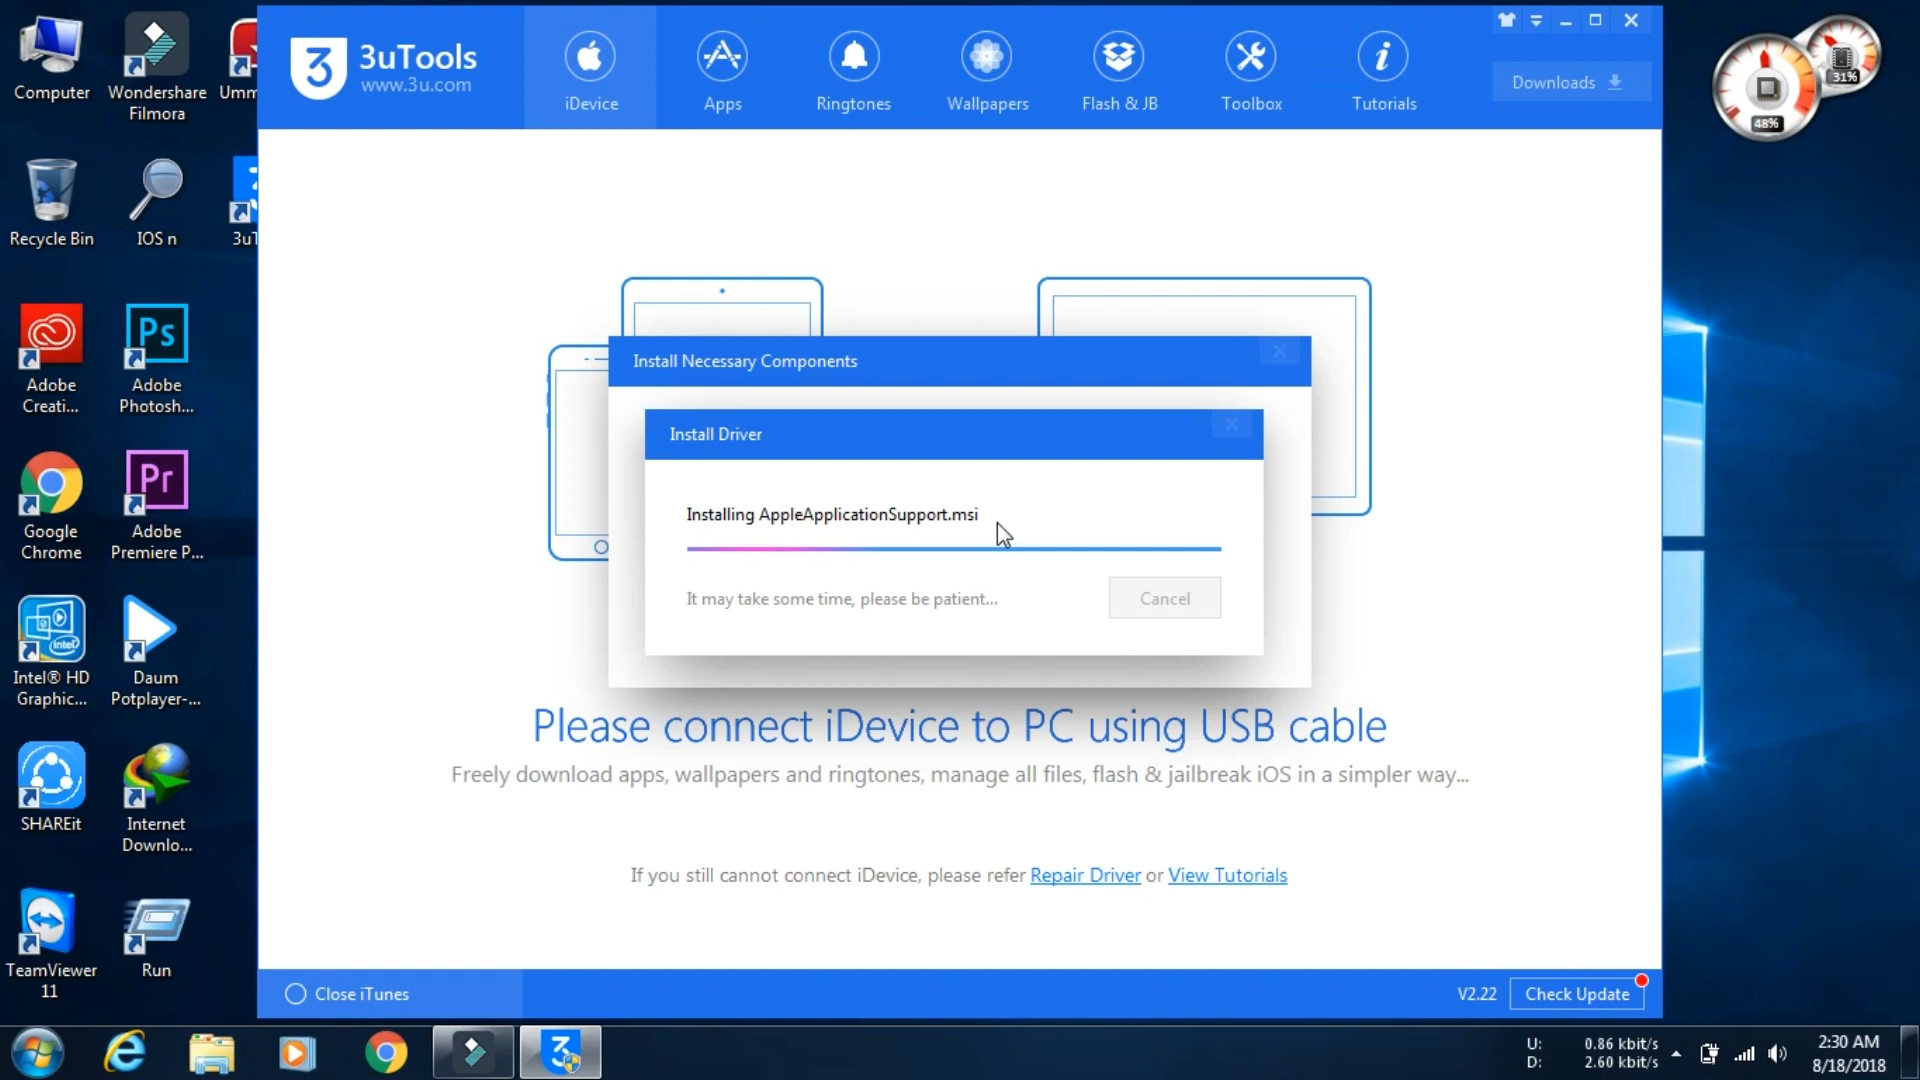 Computer
Wondershare
Filmora
Umm
Recycle Bin
IOS n
3uT
Adobe
Creati...
Ps
Adobe
Photosh...
Google
Chrome
Pr
Adobe
Premiere P...
intel
Intel® HD
Graphic...
Daum
Potplayer-...
SHAREit
Internet
Downlo...
TeamViewer
11
Run
3
3uTools
www.3u.com
iDevice
Apps
Ringtones
Wallpapers
Flash & JB
Toolbox
Tutorials
Downloads
48%
31%
Install Necessary Components
Install Driver
Installing AppleApplicationSupport.msi
It may take some time, please be patient...
Cancel
Please connect iDevice to PC using USB cable
Freely download apps, wallpapers and ringtones, manage all files, flash & jailbreak iOS in a simpler way...
If you still cannot connect iDevice, please refer Repair Driver or View Tutorials
Close iTunes
V2.22
Check Update
U: 0.86 kbit/s
D: 2.60 kbit/s
2:30 AM
8/18/2018